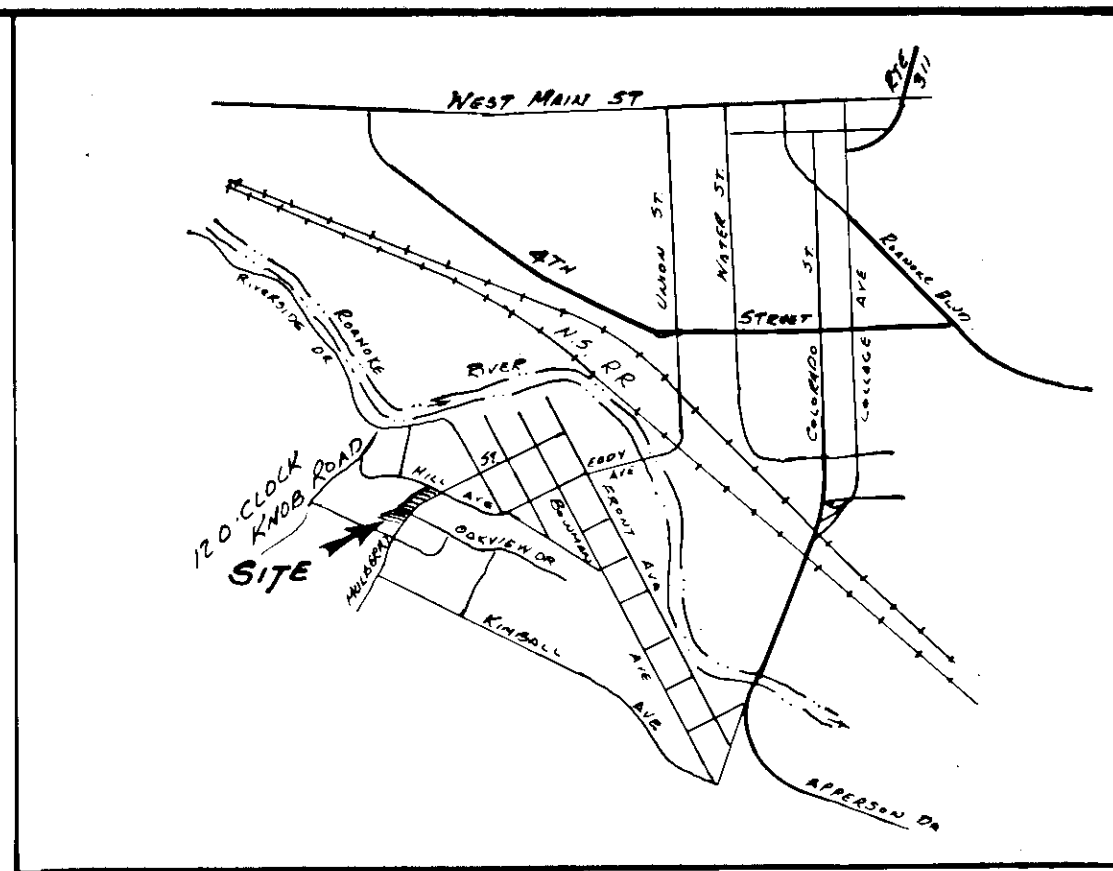 RTE 311
WEST MAIN ST
UNION ST.
WATER ST.
ROANOKE BLVD.
4TH STREET
COLORADO ST.
COLLAGE AVE
N.S. RR
ROANOKE RIVER
RIVERSIDE DR
EDDY AVE
HILL AVE
ST.
BOWMAN AVE
FRONT AVE
12 O'CLOCK
KNOB ROAD
OAKVIEW DR
SITE
MULBERRY
KIMBALL AVE.
APPERSON DR